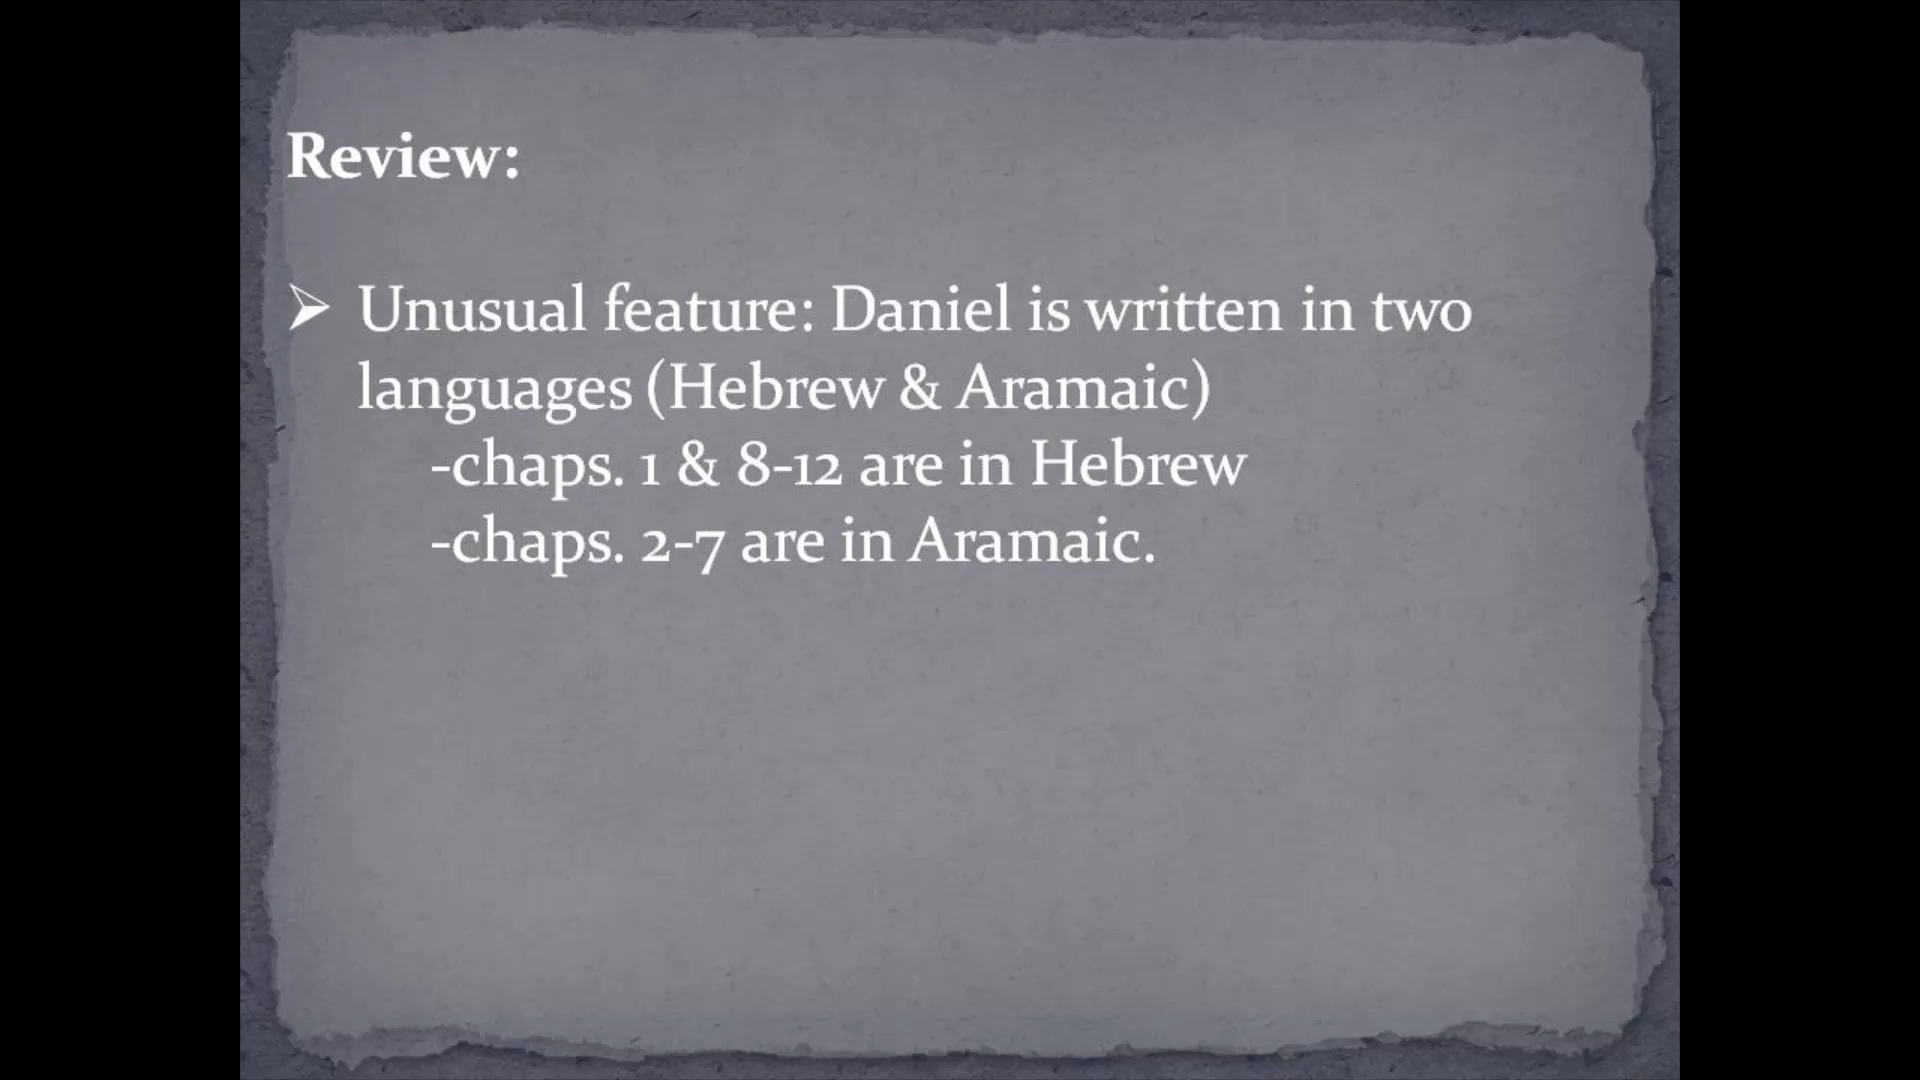 Review:
➢ Unusual feature: Daniel is written in two
languages (Hebrew & Aramaic)
-chaps. 1 & 8-12 are in Hebrew
-chaps. 2-7 are in Aramaic.